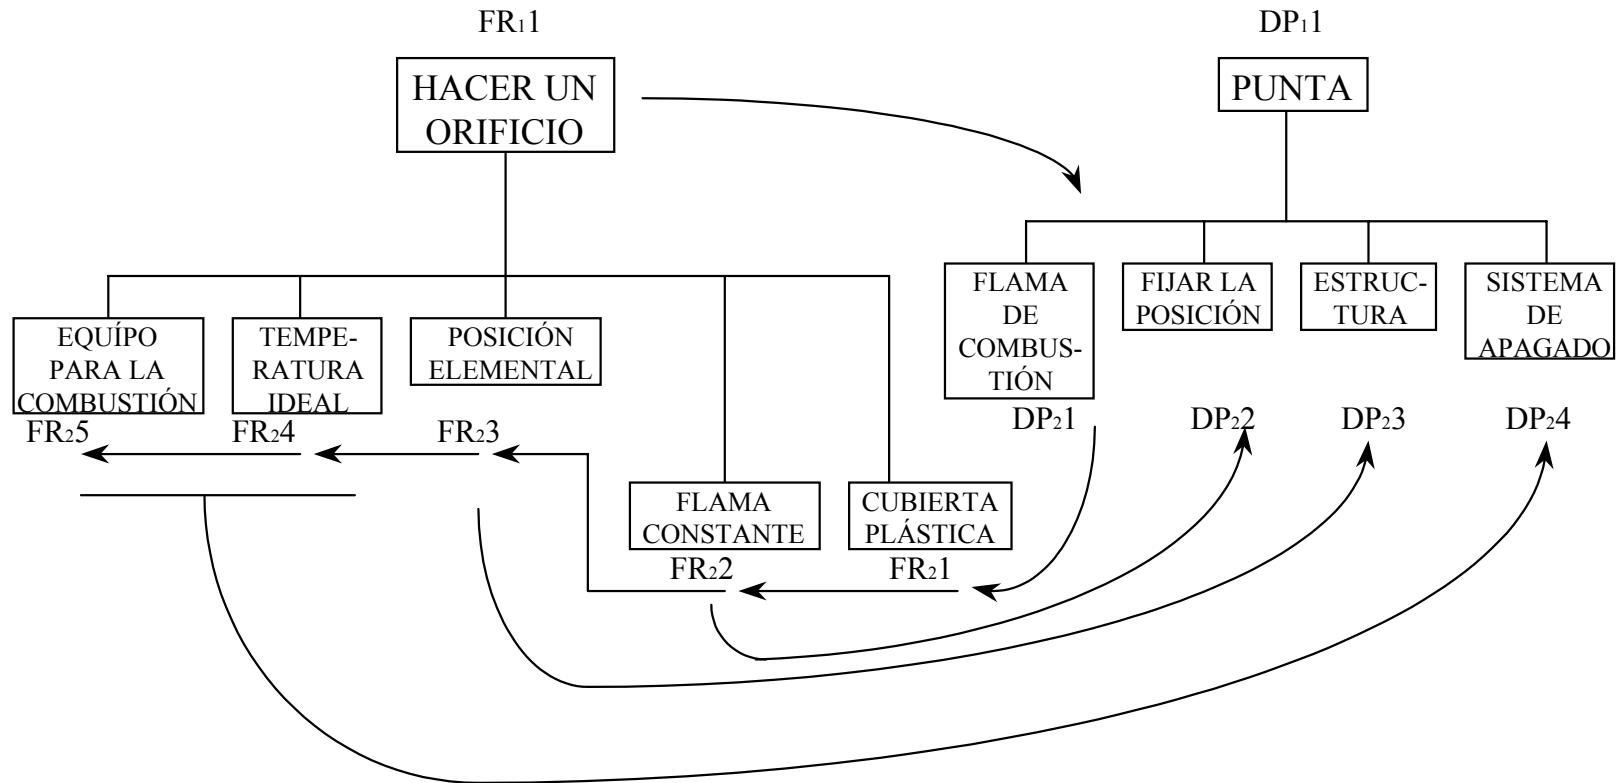 FR₁1
DP₁1
HACER UN
ORIFICIO
PUNTA
FLAMA
DE
COMBUS-
TIÓN
FIJAR LA
POSICIÓN
ESTRUC-
TURA
SISTEMA
DE
APAGADO
EQUÍPO
PARA LA
COMBUSTIÓN
TEMPE-
RATURA
IDEAL
POSICIÓN
ELEMENTAL
DP₂1
DP₂2
DP₂3
DP₂4
FR₂5
FR₂4
FR₂3
FLAMA
CONSTANTE
CUBIERTA
PLÁSTICA
FR₂2
FR₂1